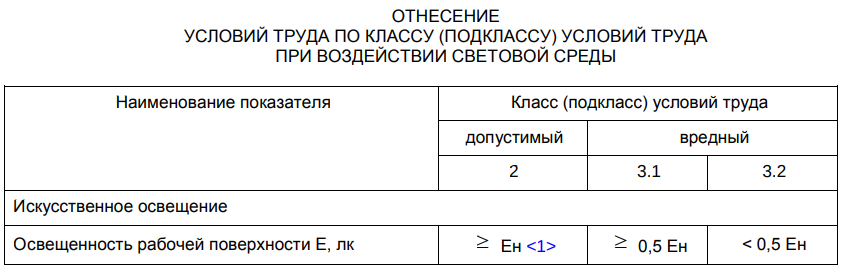 ОТНЕСЕНИЕ
УСЛОВИЙ ТРУДА ПО КЛАССУ (ПОДКЛАССУ) УСЛОВИЙ ТРУДА
ПРИ ВОЗДЕЙСТВИИ СВЕТОВОЙ СРЕДЫ
Наименование показателя
Класс (подкласс) условий труда
допустимый
вредный
2
3.1
3.2
Искусственное освещение
Освещенность рабочей поверхности Е, лк
≥ Ен <1>
≥ 0,5 Ен
< 0,5 Ен